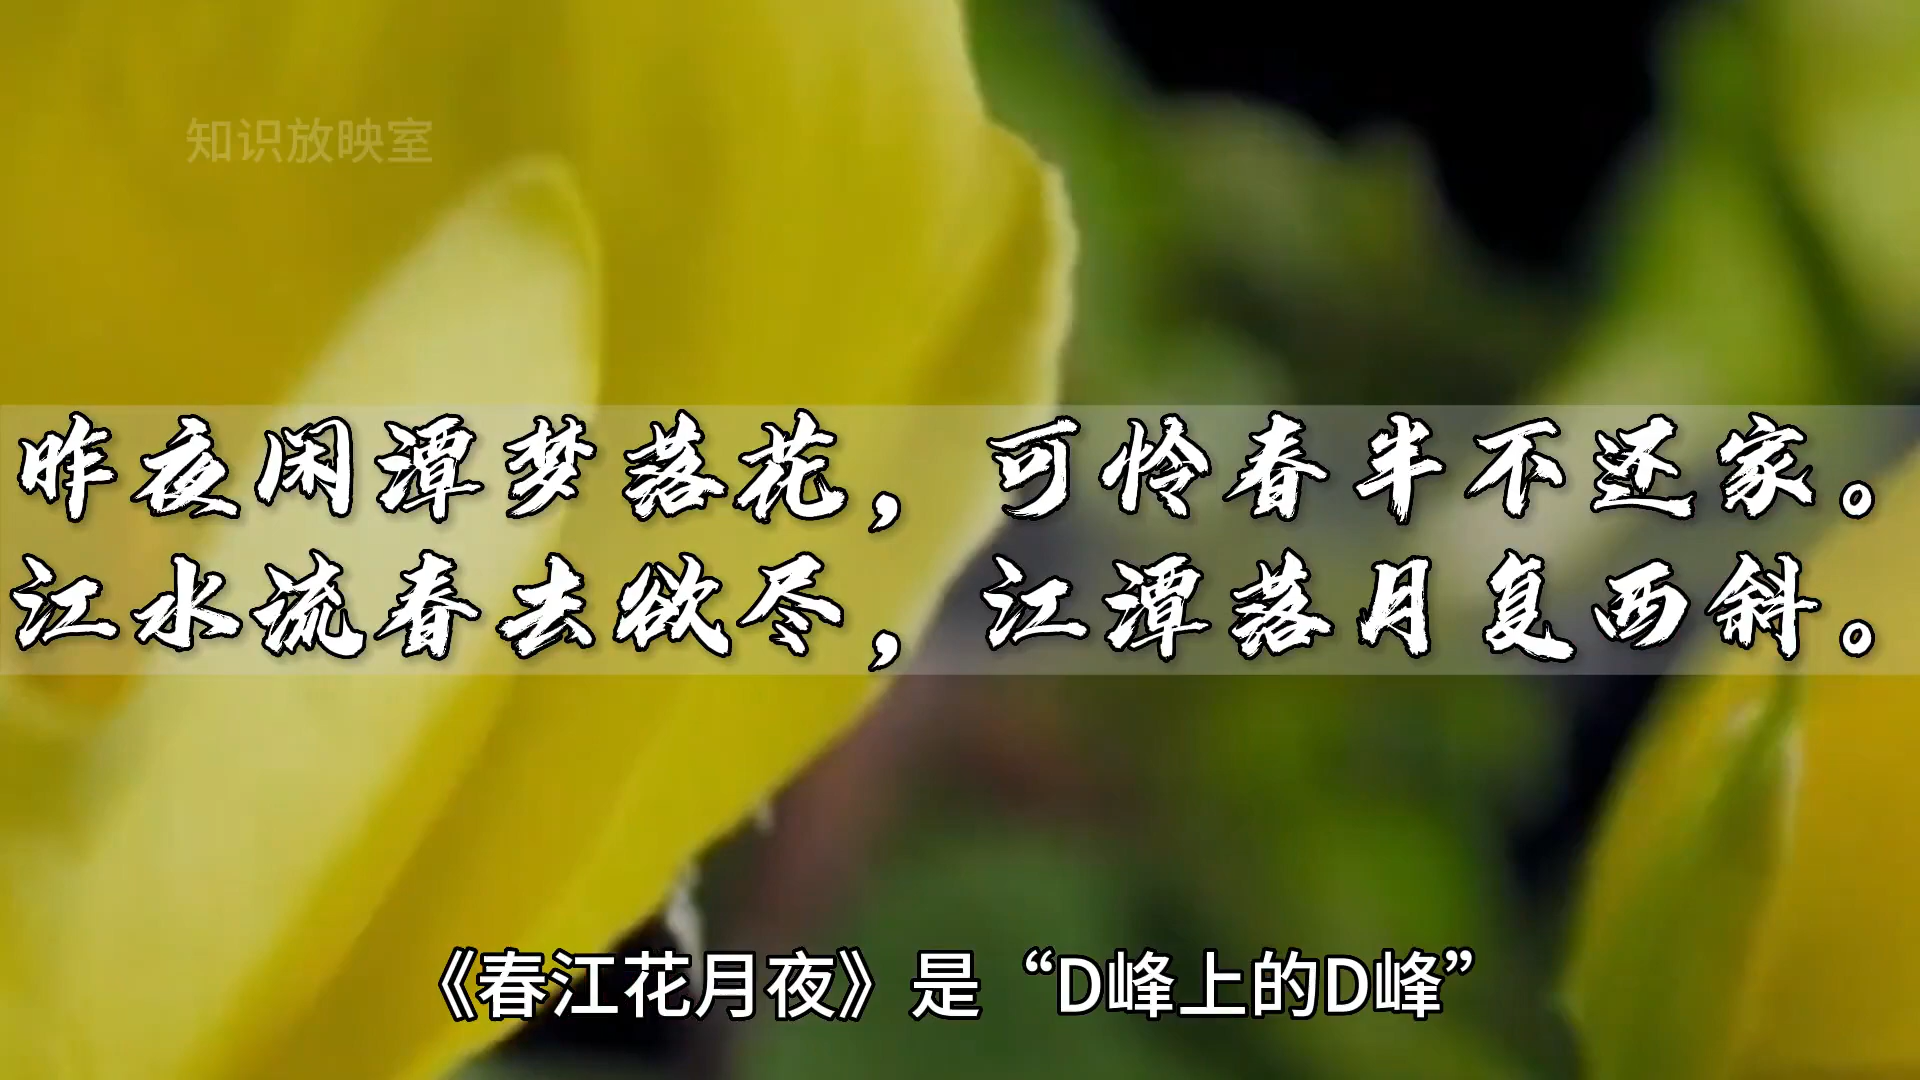 知识放映室
昨夜闲潭梦落花，可怜春半不还家。
江水流春去欲尽，江潭落月复西斜。
《春江花月夜》是“D峰上的D峰”